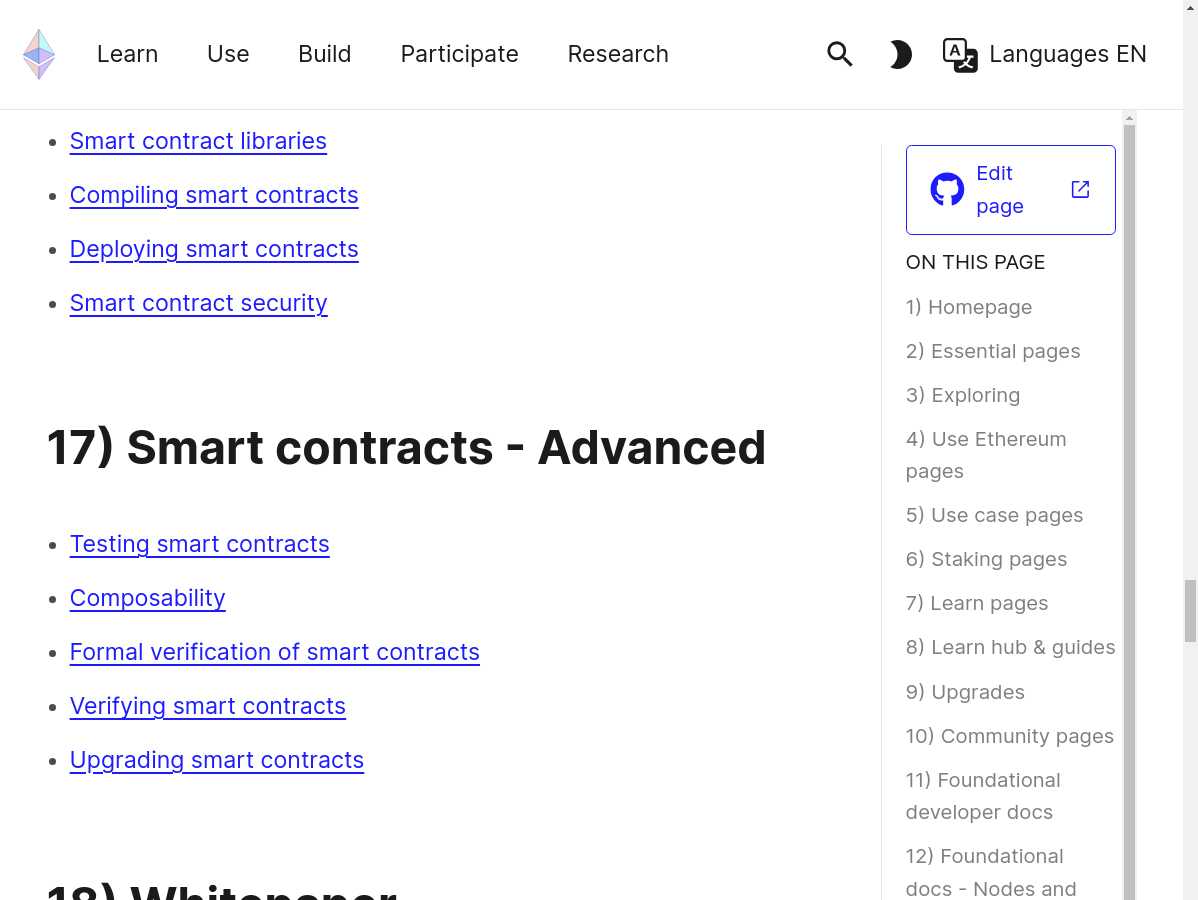 Learn Use Build Participate Research Languages EN
Smart contract libraries
Compiling smart contracts
Deploying smart contracts
Smart contract security
17) Smart contracts - Advanced
Testing smart contracts
Composability
Formal verification of smart contracts
Verifying smart contracts
Upgrading smart contracts
18) Whitepaper
Edit
page
ON THIS PAGE
1) Homepage
2) Essential pages
3) Exploring
4) Use Ethereum
pages
5) Use case pages
6) Staking pages
7) Learn pages
8) Learn hub & guides
9) Upgrades
10) Community pages
11) Foundational
developer docs
12) Foundational
docs - Nodes and